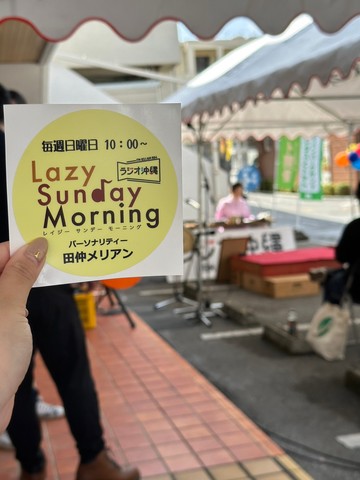 毎週日曜日 10:00～
ラジオ沖縄
Lazy
Sunday
Morning
レイジー サンデー モーニング
パーソナリティー
田仲メリアン